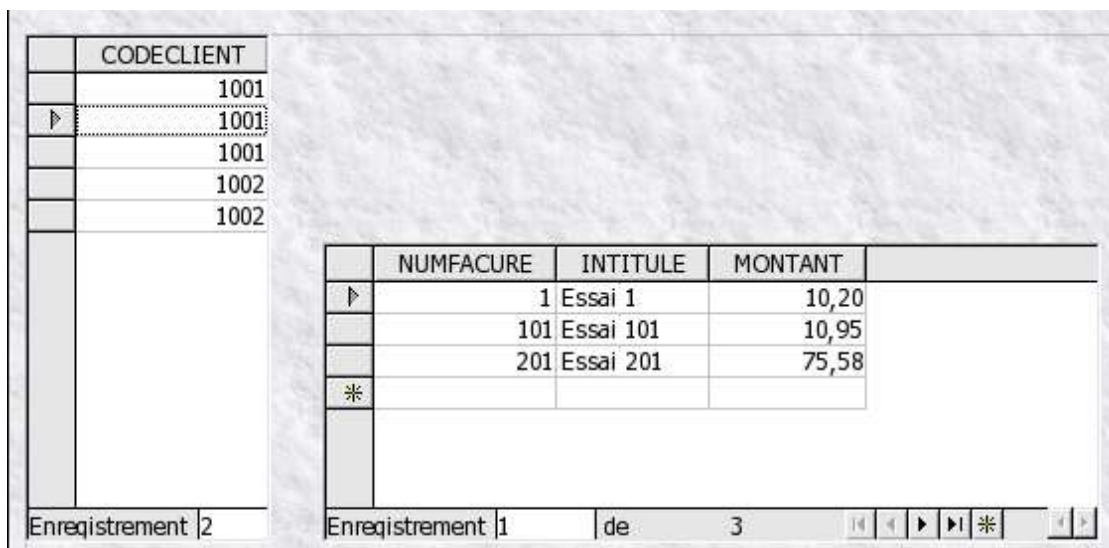 CODECLIENT
1001
1001
1001
1002
1002
Enregistrement 2
NUMFACURE INTITULE MONTANT
1 Essai 1 10,20
101 Essai 101 10,95
201 Essai 201 75,58
Enregistrement 1 de 3